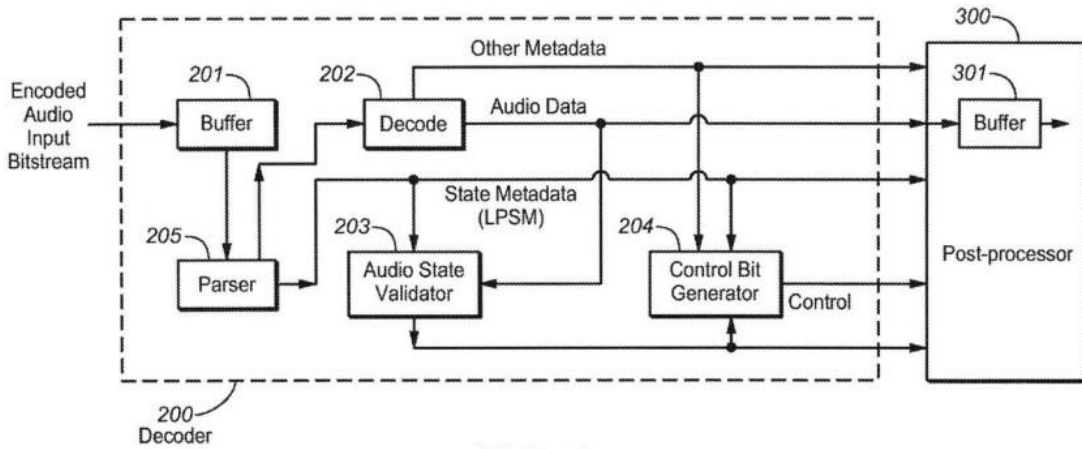 300
Other Metadata
201
202
301
Encoded
Audio
Input
Bitstream
Buffer
Decode
Audio Data
Buffer
State Metadata
(LPSM)
205
203
204
Parser
Audio State
Validator
Control Bit
Generator
Control
Post-processor
200
Decoder